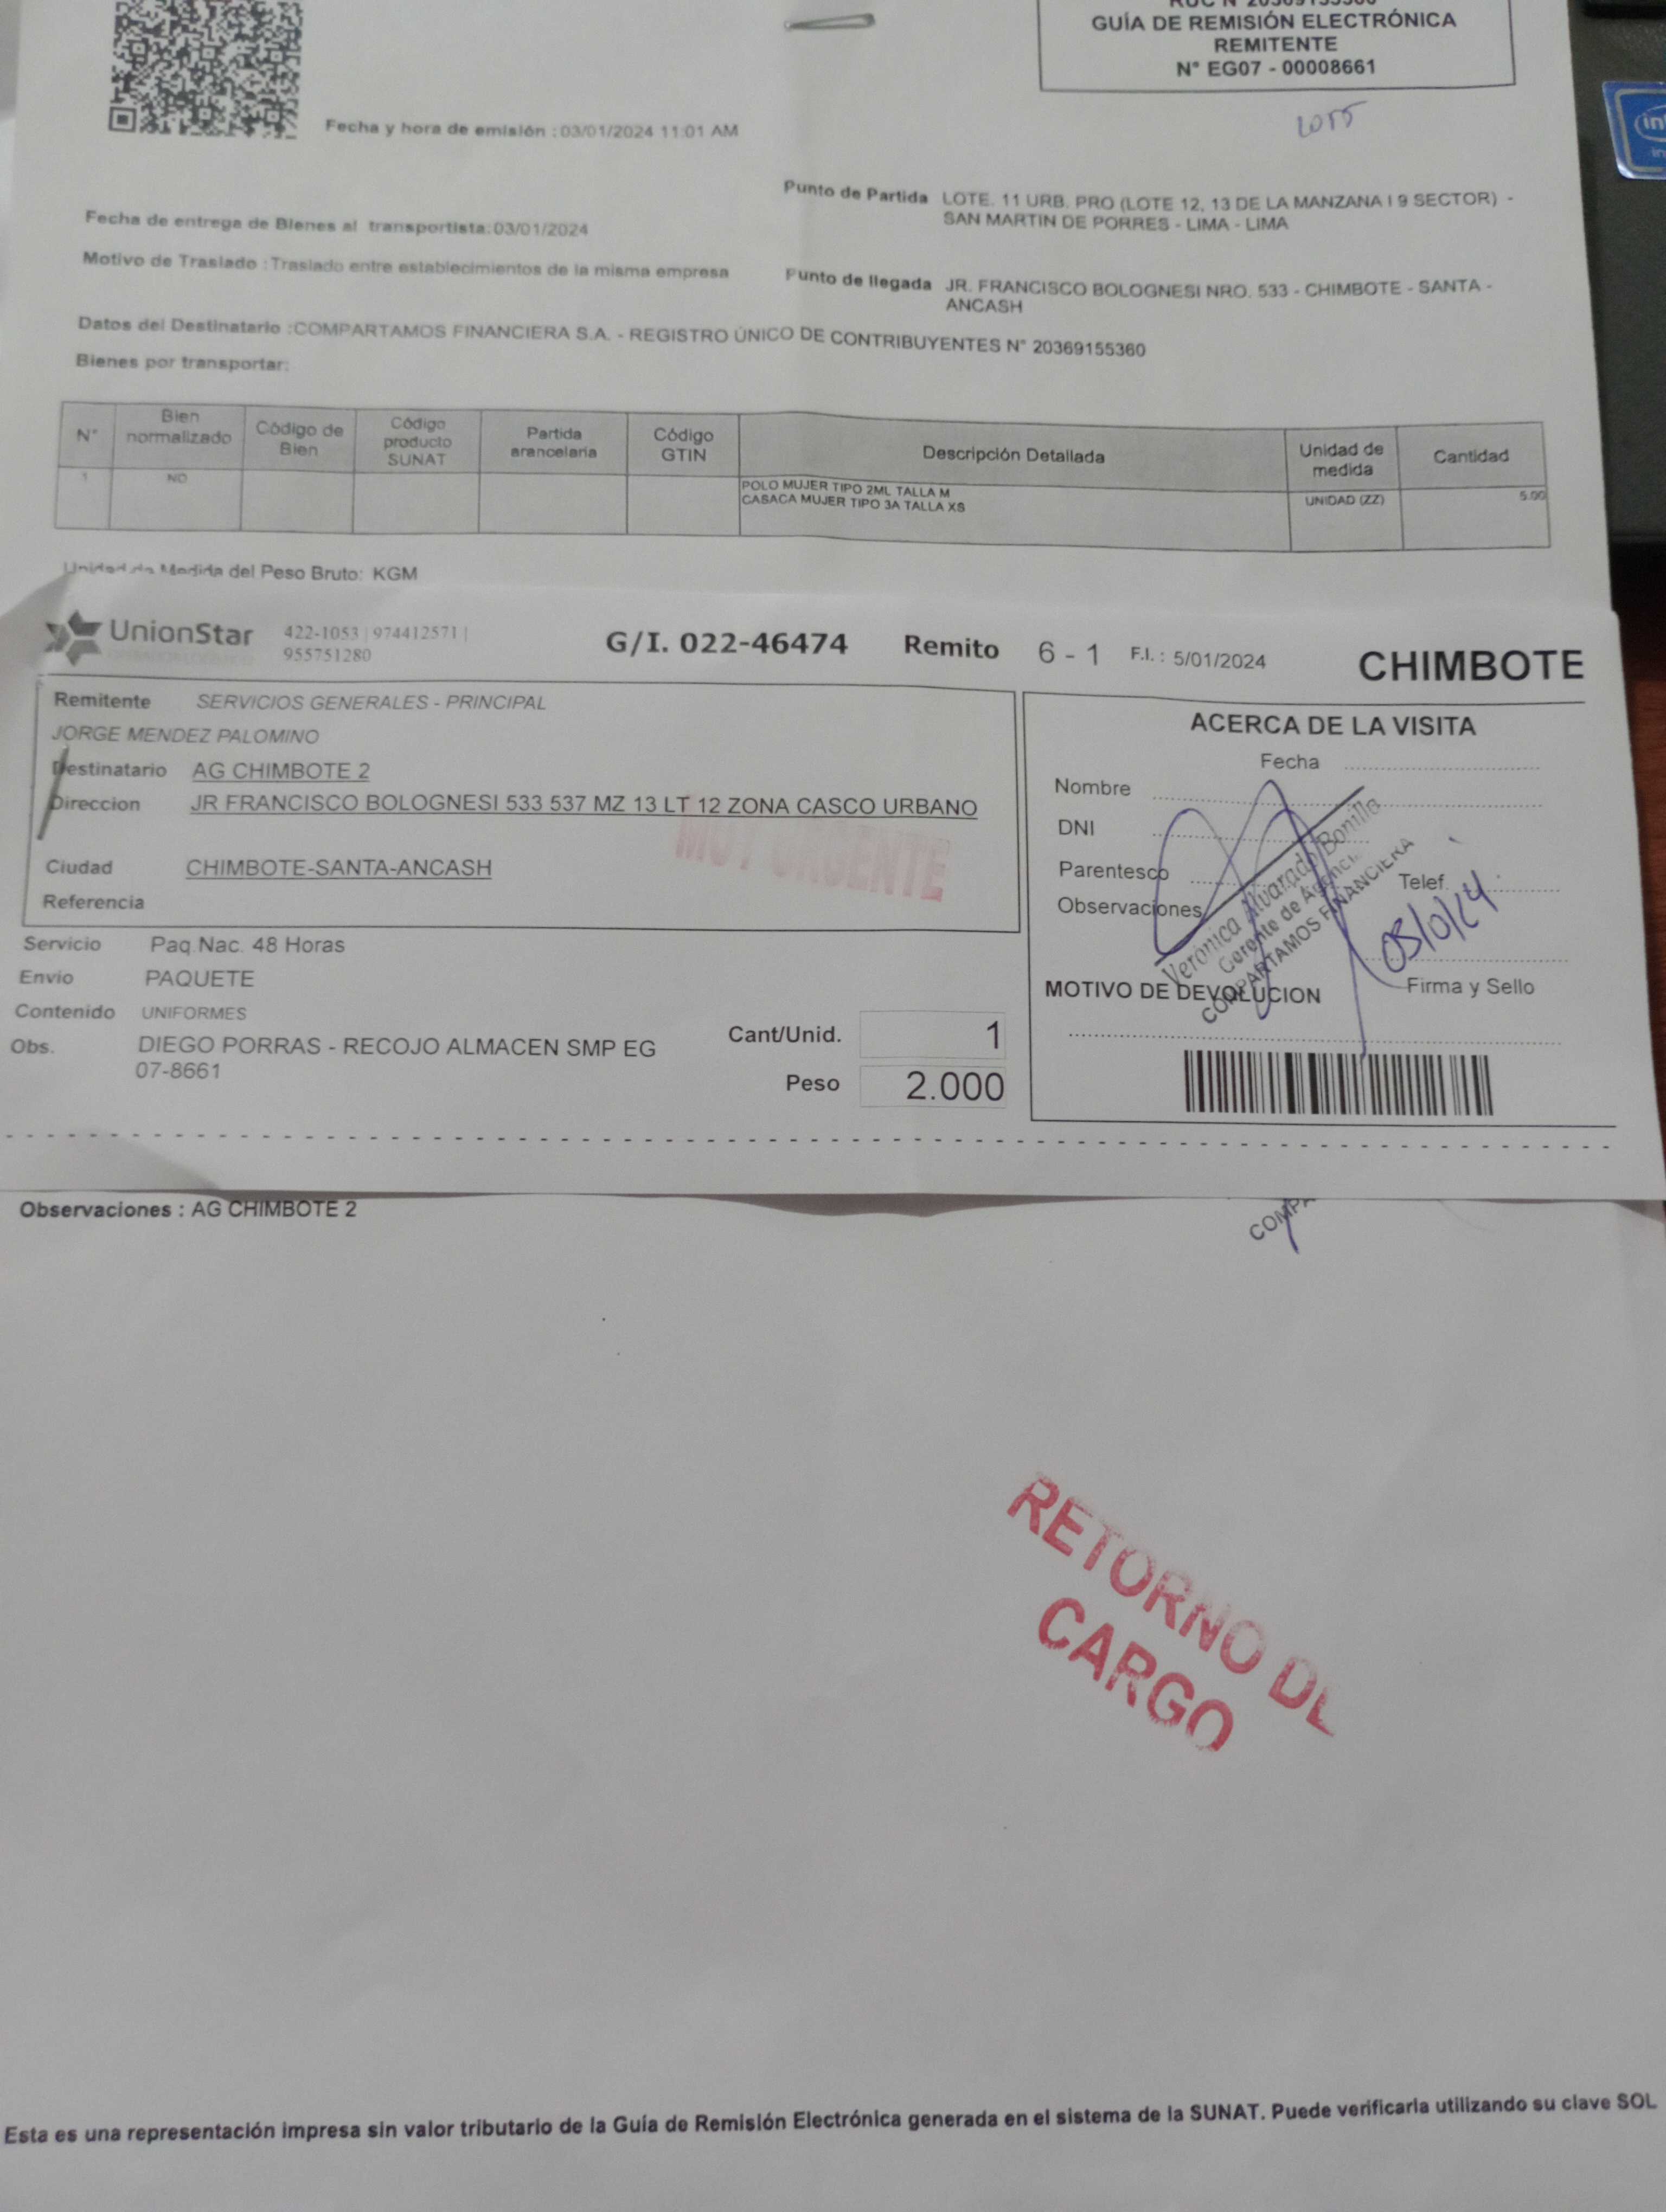 GUÍA DE REMISIÓN ELECTRÓNICA
REMITENTE
N° EG07 - 00008661
Fecha y hora de emisión : 03/01/2024 11:01 AM
Punto de Partida LOTE. 11 URB. PRO (LOTE 12, 13 DE LA MANZANA I 9 SECTOR) -
SAN MARTIN DE PORRES - LIMA - LIMA
Fecha de entrega de Bienes al transportista: 03/01/2024
Motivo de Traslado : Traslado entre establecimientos de la misma empresa
Punto de llegada JR. FRANCISCO BOLOGNESI NRO. 533 - CHIMBOTE - SANTA -
ANCASH
Datos del Destinatario :COMPARTAMOS FINANCIERA S.A. - REGISTRO ÚNICO DE CONTRIBUYENTES N° 20369155360
Bienes por transportar:
N° Bien normalizado Código de Bien Código producto SUNAT Partida arancelaria Código GTIN Descripción Detallada Unidad de medida Cantidad
1 NO POLO MUJER TIPO 2ML TALLA M UNIDAD (ZZ) 5.00
CASACA MUJER TIPO 3A TALLA XS
Unidad de Medida del Peso Bruto: KGM
UnionStar 422-1053 | 974412571 |
955751280
G/I. 022-46474 Remito 6 - 1 F.I. : 5/01/2024 CHIMBOTE
Remitente SERVICIOS GENERALES - PRINCIPAL
JORGE MENDEZ PALOMINO
Destinatario AG CHIMBOTE 2
Direccion JR FRANCISCO BOLOGNESI 533 537 MZ 13 LT 12 ZONA CASCO URBANO
MUY URGENTE
Ciudad CHIMBOTE-SANTA-ANCASH
Referencia
Servicio Paq.Nac. 48 Horas
Envio PAQUETE
Contenido UNIFORMES
Obs. DIEGO PORRAS - RECOJO ALMACEN SMP EG
07-8661
Cant/Unid. 1
Peso 2.000
ACERCA DE LA VISITA
Fecha
Nombre
DNI
Parentesco
Telef.
Observaciones
Verónica Alvarado Bonilla
Gerente de Agencia
COMPARTAMOS FINANCIERA
MOTIVO DE DEVOLUCION
Firma y Sello
Observaciones : AG CHIMBOTE 2
COMPA
RETORNO DE
CARGO
Esta es una representación impresa sin valor tributario de la Guía de Remisión Electrónica generada en el sistema de la SUNAT. Puede verificarla utilizando su clave SOL